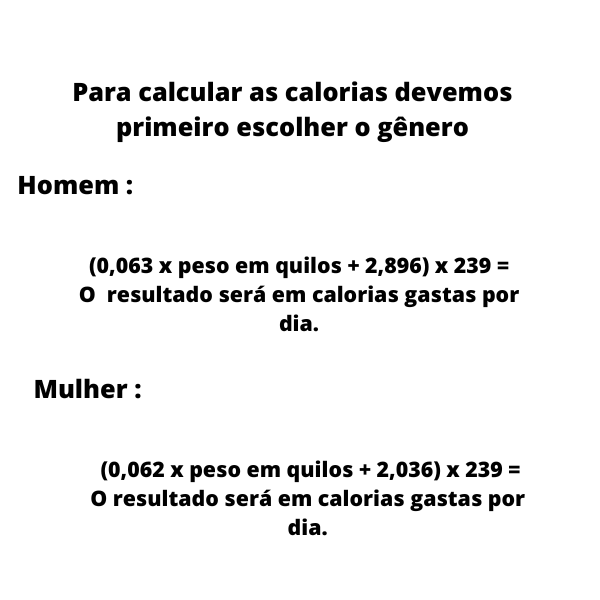 Para calcular as calorias devemos
primeiro escolher o gênero
Homem :
(0,063 x peso em quilos + 2,896) x 239 =
O resultado será em calorias gastas por
dia.
Mulher :
(0,062 x peso em quilos + 2,036) x 239 =
O resultado será em calorias gastas por
dia.